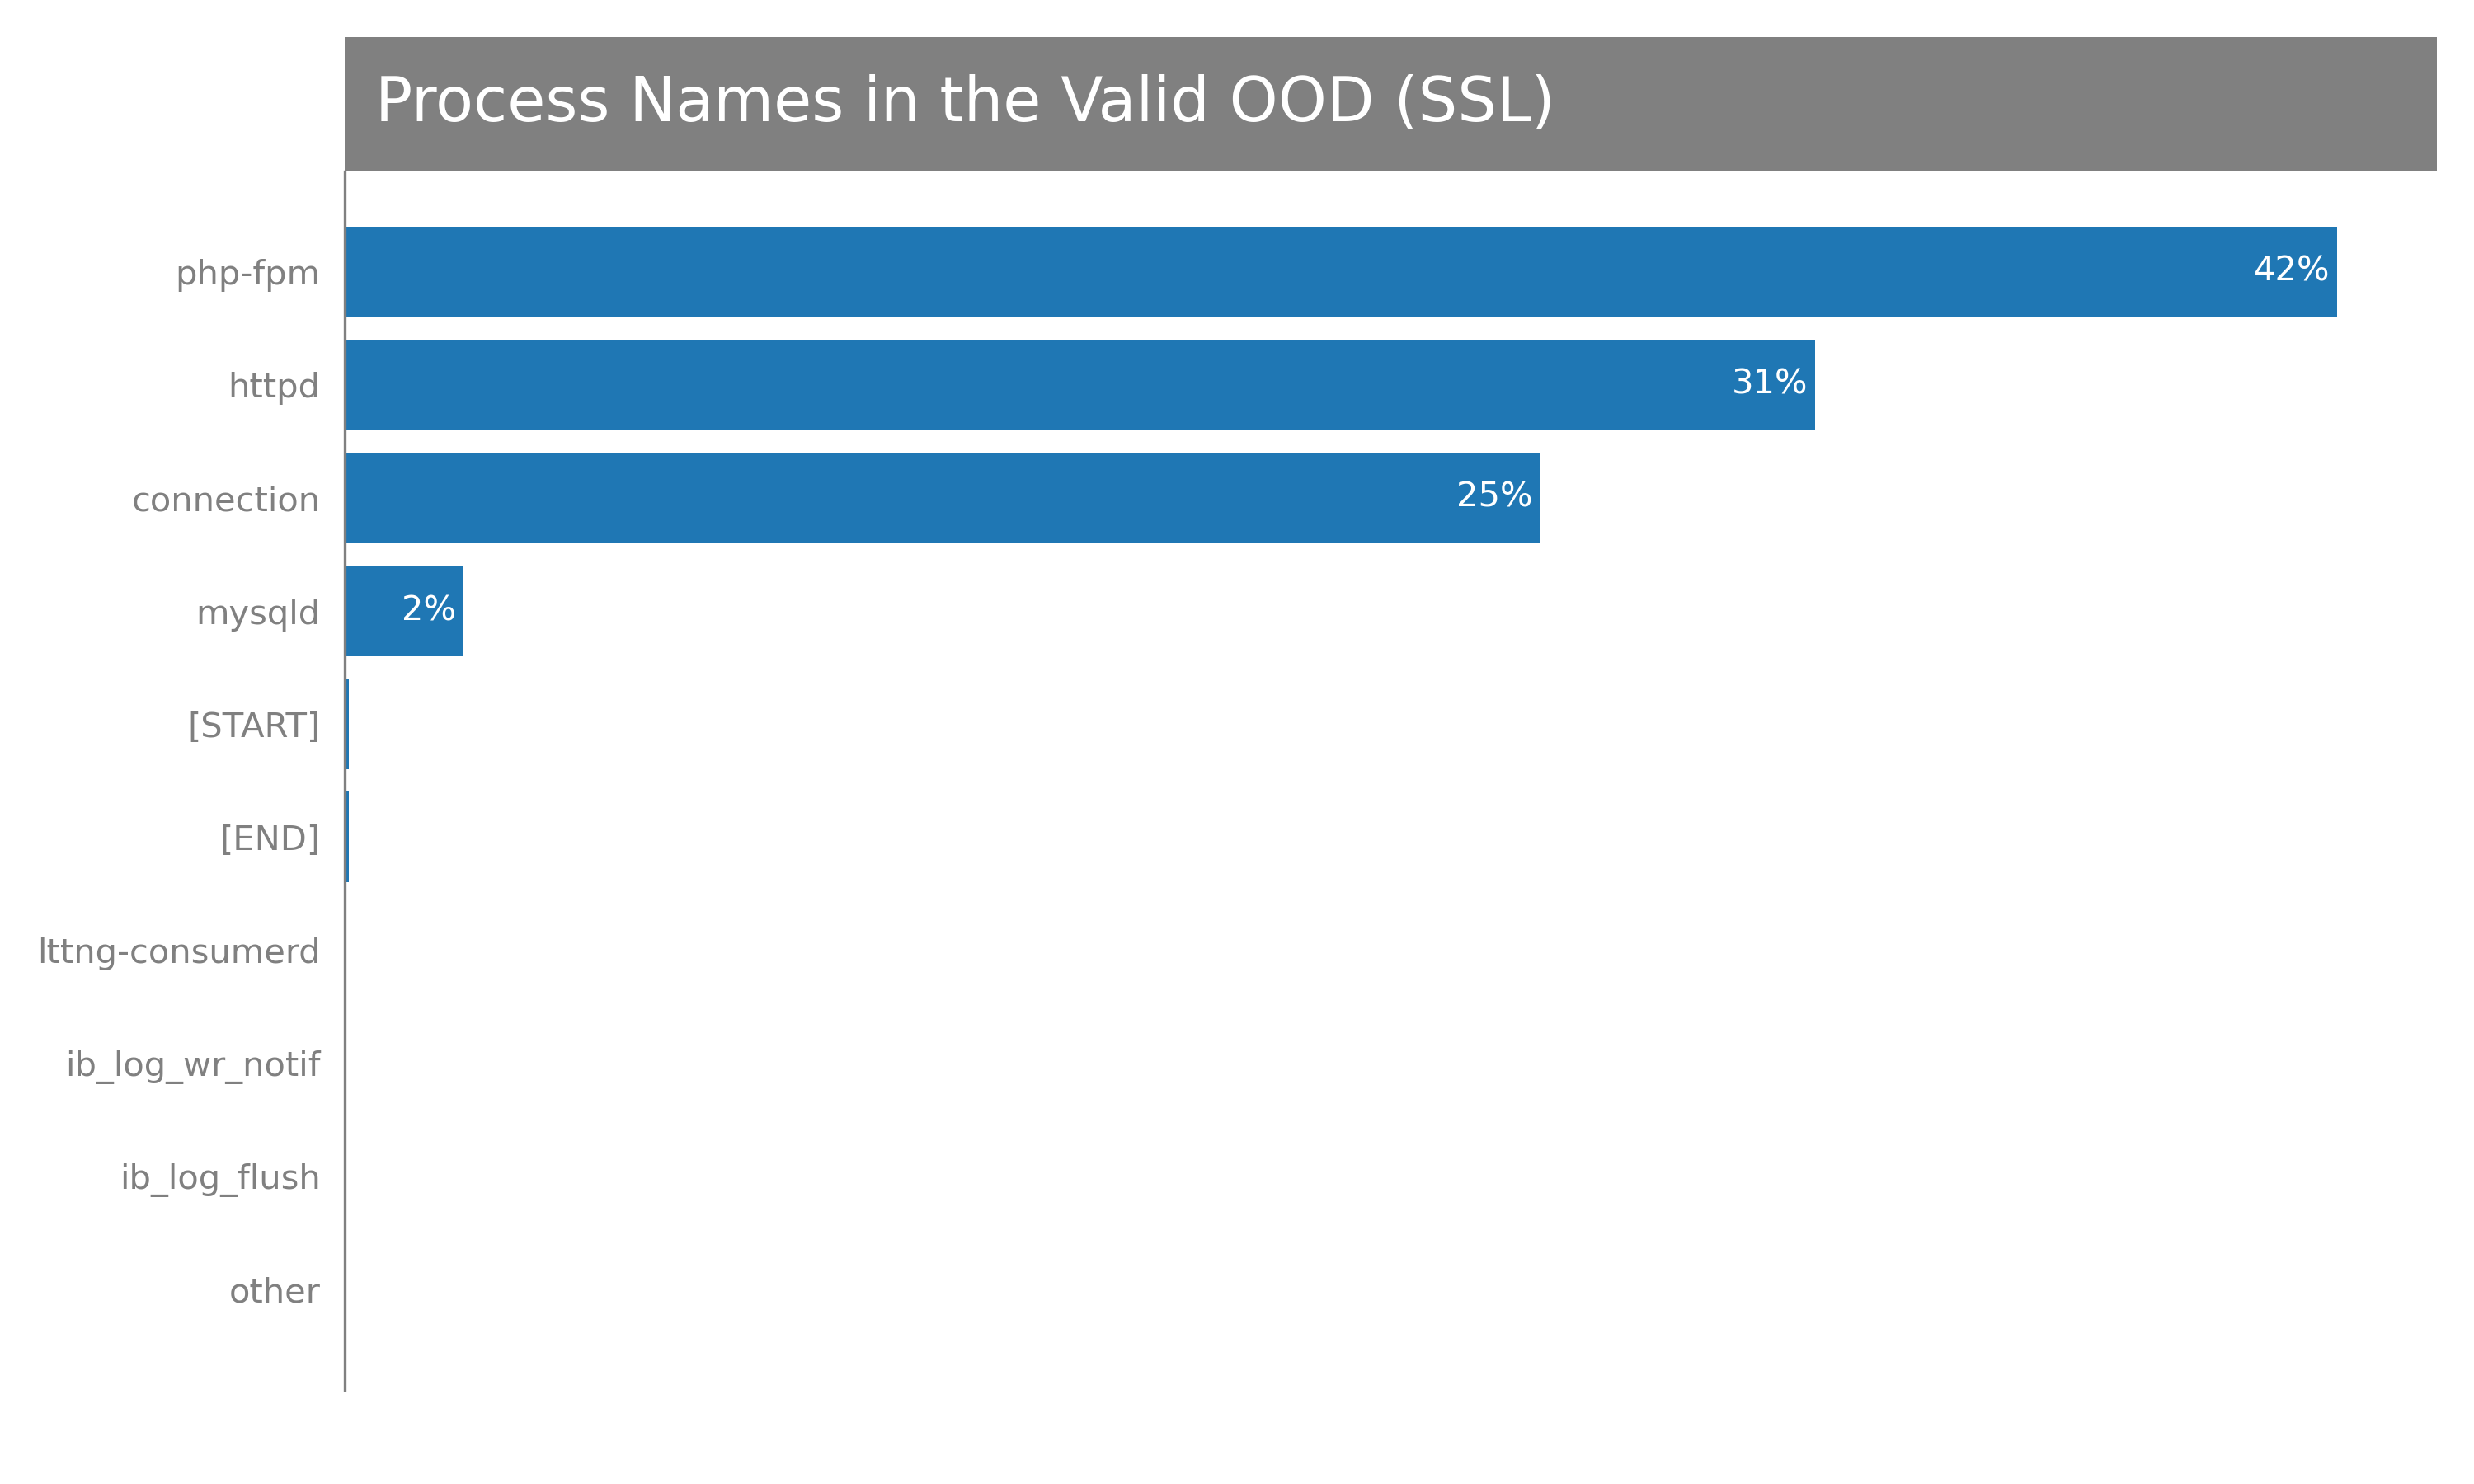 Process Names in the Valid OOD (SSL)
php-fpm 42%
httpd 31%
connection 25%
mysqld 2%
[START]
[END]
lttng-consumerd
ib_log_wr_notif
ib_log_flush
other